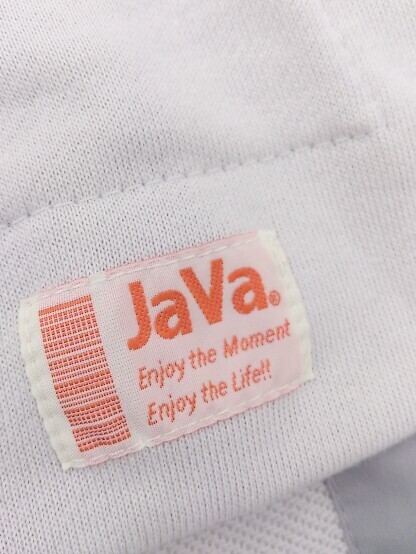 JaVa.®
Enjoy the Moment
Enjoy the Life!!